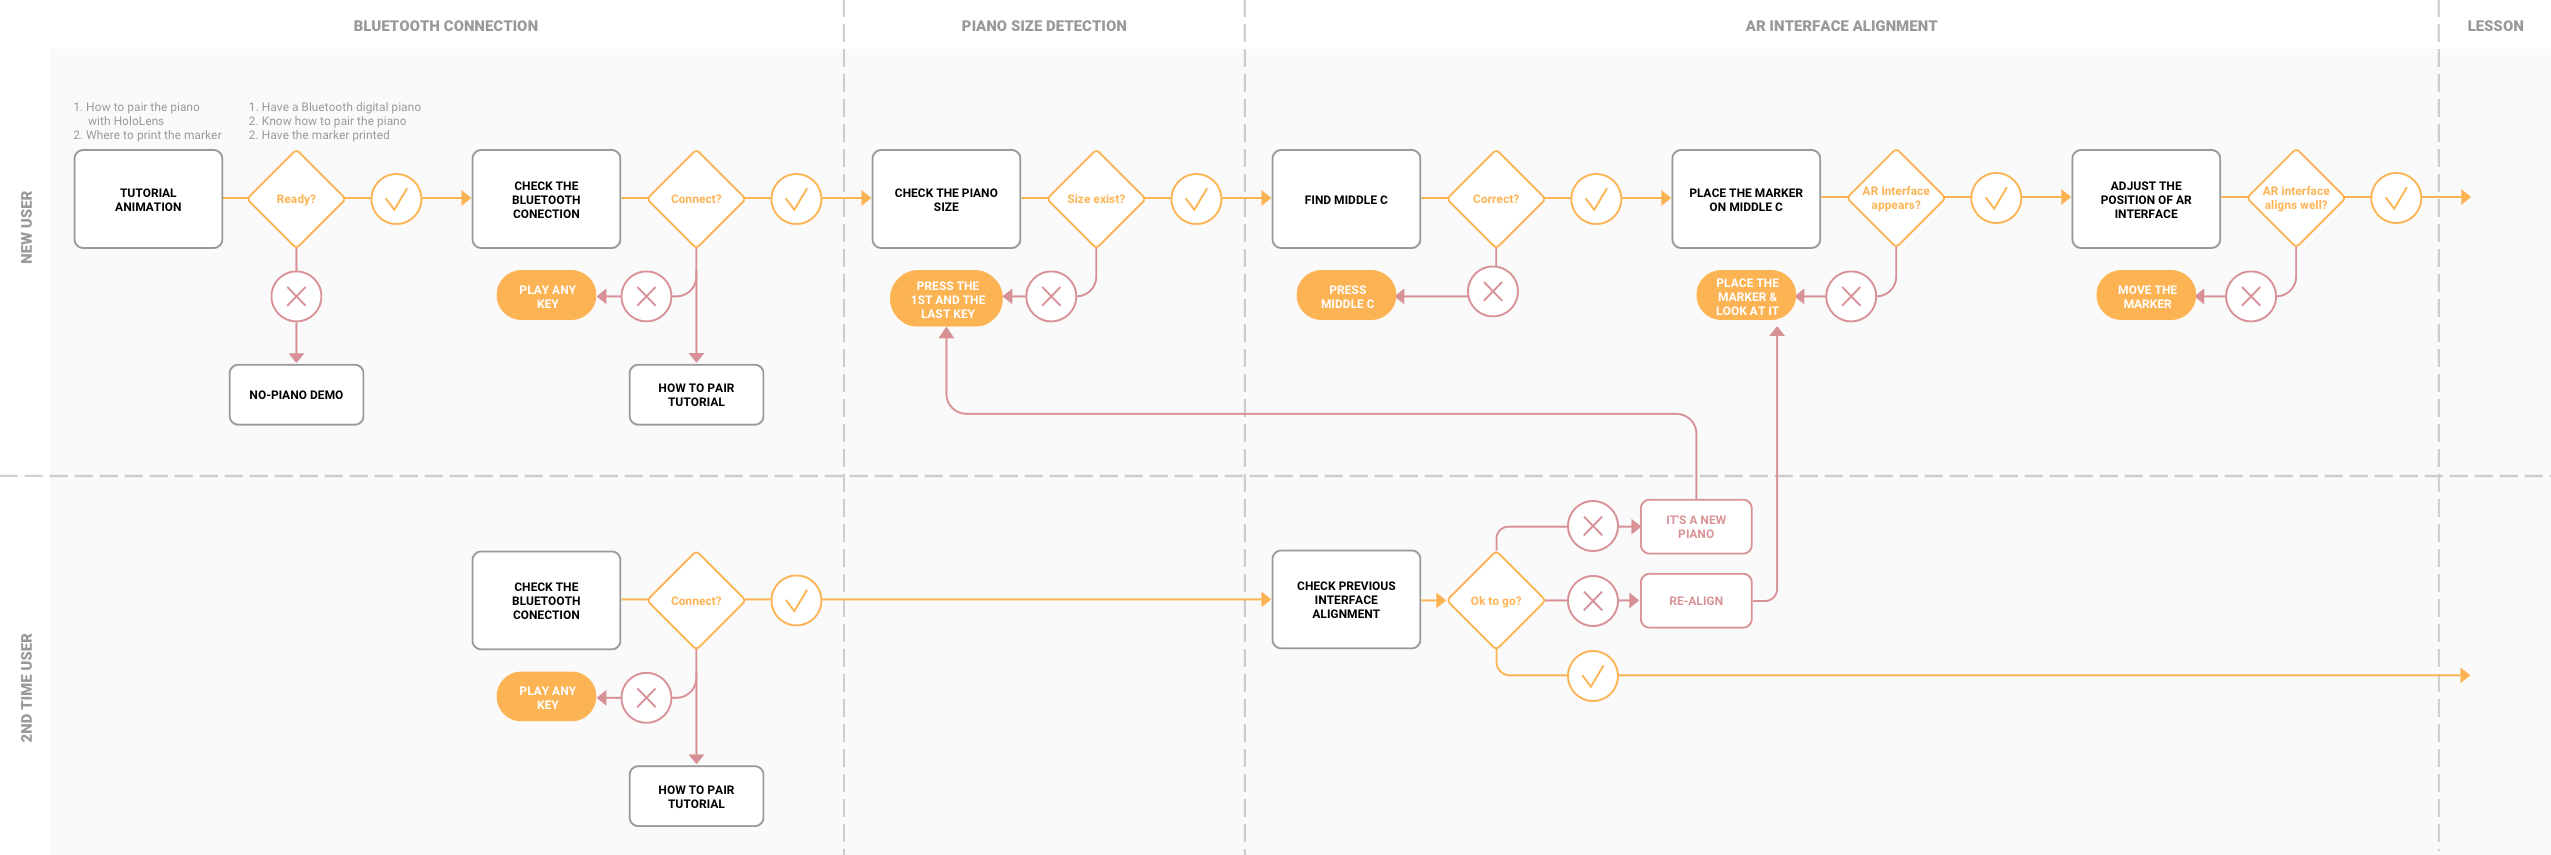 BLUETOOTH CONNECTION
PIANO SIZE DETECTION
AR INTERFACE ALIGNMENT
LESSON
NEW USER
1. How to pair the piano
with HoloLens
2. Where to print the marker
1. Have a Bluetooth digital piano
2. Know how to pair the piano
2. Have the marker printed
TUTORIAL
ANIMATION
Ready?
CHECK THE
BLUETOOTH
CONECTION
Connect?
CHECK THE PIANO
SIZE
Size exist?
FIND MIDDLE C
Correct?
PLACE THE MARKER
ON MIDDLE C
AR Interface
appears?
ADJUST THE
POSITION OF AR
INTERFACE
AR interface
aligns well?
PLAY ANY
KEY
PRESS THE
1ST AND THE
LAST KEY
PRESS
MIDDLE C
PLACE THE
MARKER &
LOOK AT IT
MOVE THE
MARKER
NO-PIANO DEMO
HOW TO PAIR
TUTORIAL
2ND TIME USER
CHECK THE
BLUETOOTH
CONECTION
Connect?
CHECK PREVIOUS
INTERFACE
ALIGNMENT
Ok to go?
IT'S A NEW
PIANO
RE-ALIGN
PLAY ANY
KEY
HOW TO PAIR
TUTORIAL